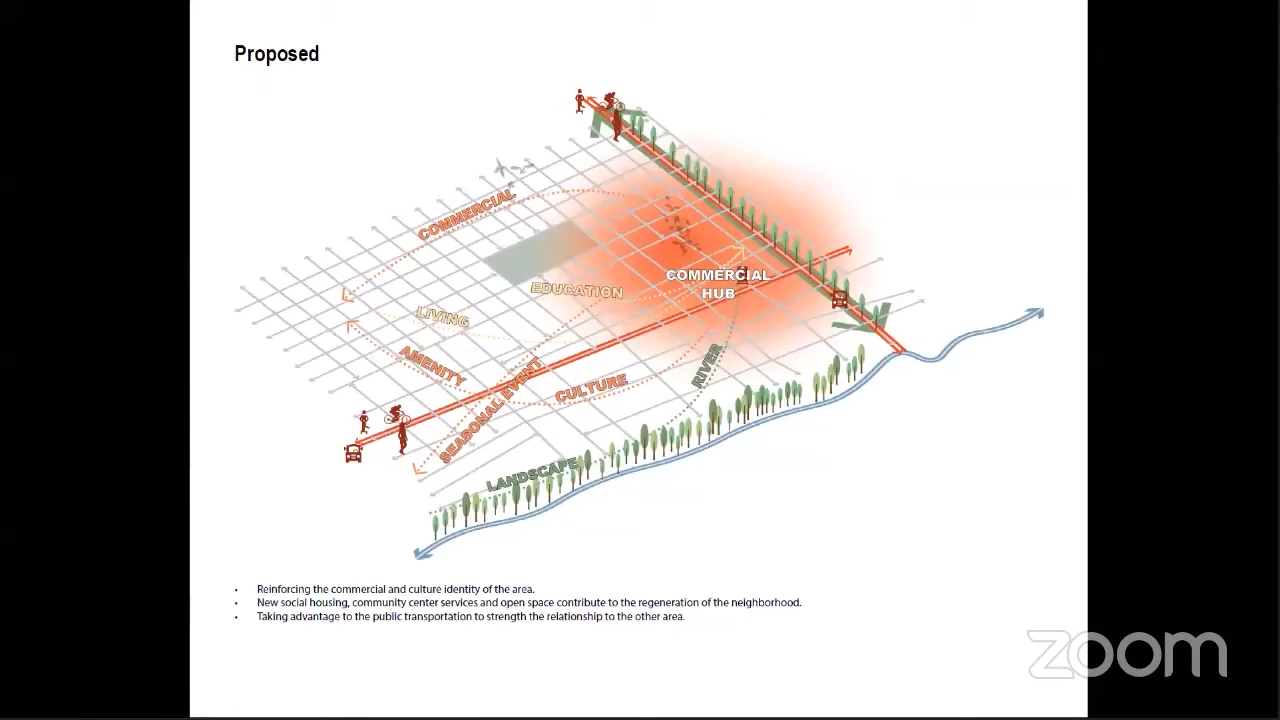 Proposed
COMMERCIAL
COMMERCIAL
HUB
EDUCATION
LIVING
AMENITY
SEASONAL EVENT
CULTURE
RIVER
LANDSCAPE
• Reinforcing the commercial and culture identity of the area.
• New social housing, community center services and open space contribute to the regeneration of the neighborhood.
• Taking advantage to the public transportation to strength the relationship to the other area.
zoom